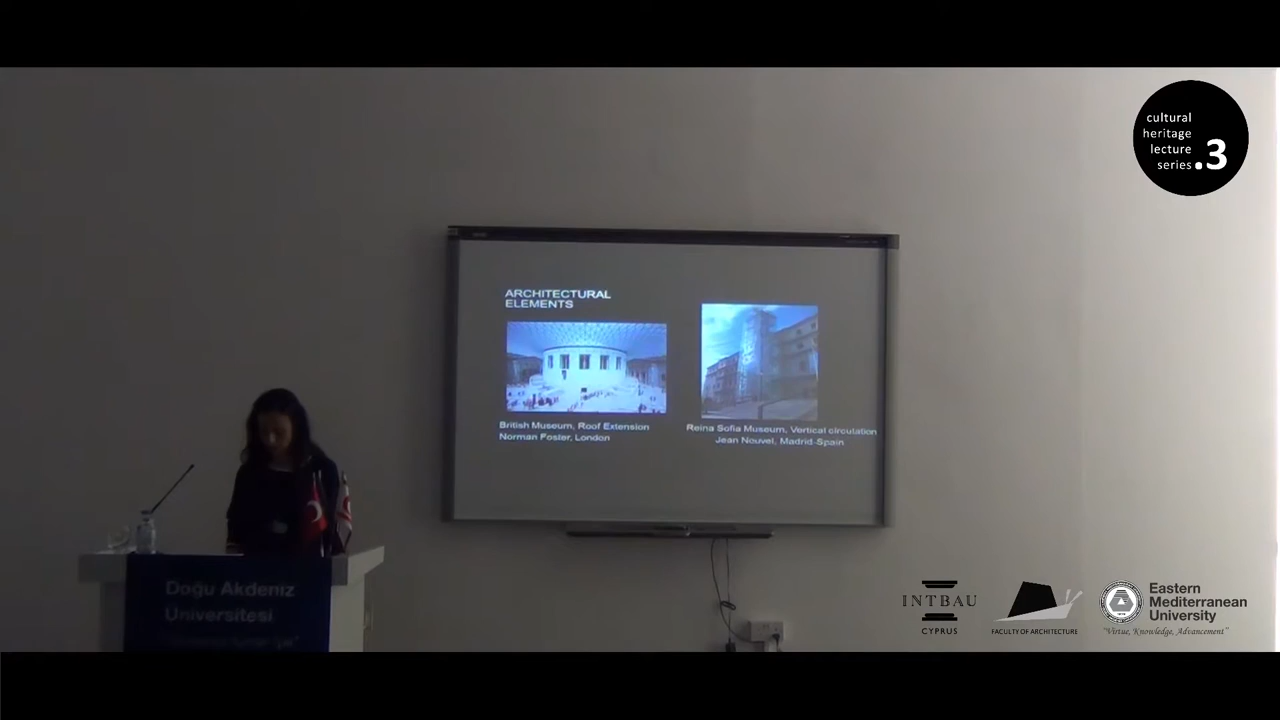 cultural
heritage
lecture
series.3
ARCHITECTURAL
ELEMENTS
British Museum, Roof Extension
Norman Foster, London
Reina Sofia Museum, Vertical circulation
Jean Nouvel, Madrid-Spain
Doğu Akdeniz
Üniversitesi
INTBAU
CYPRUS
FACULTY OF ARCHITECTURE
Eastern
Mediterranean
University
"Virtue, Knowledge, Advancement"